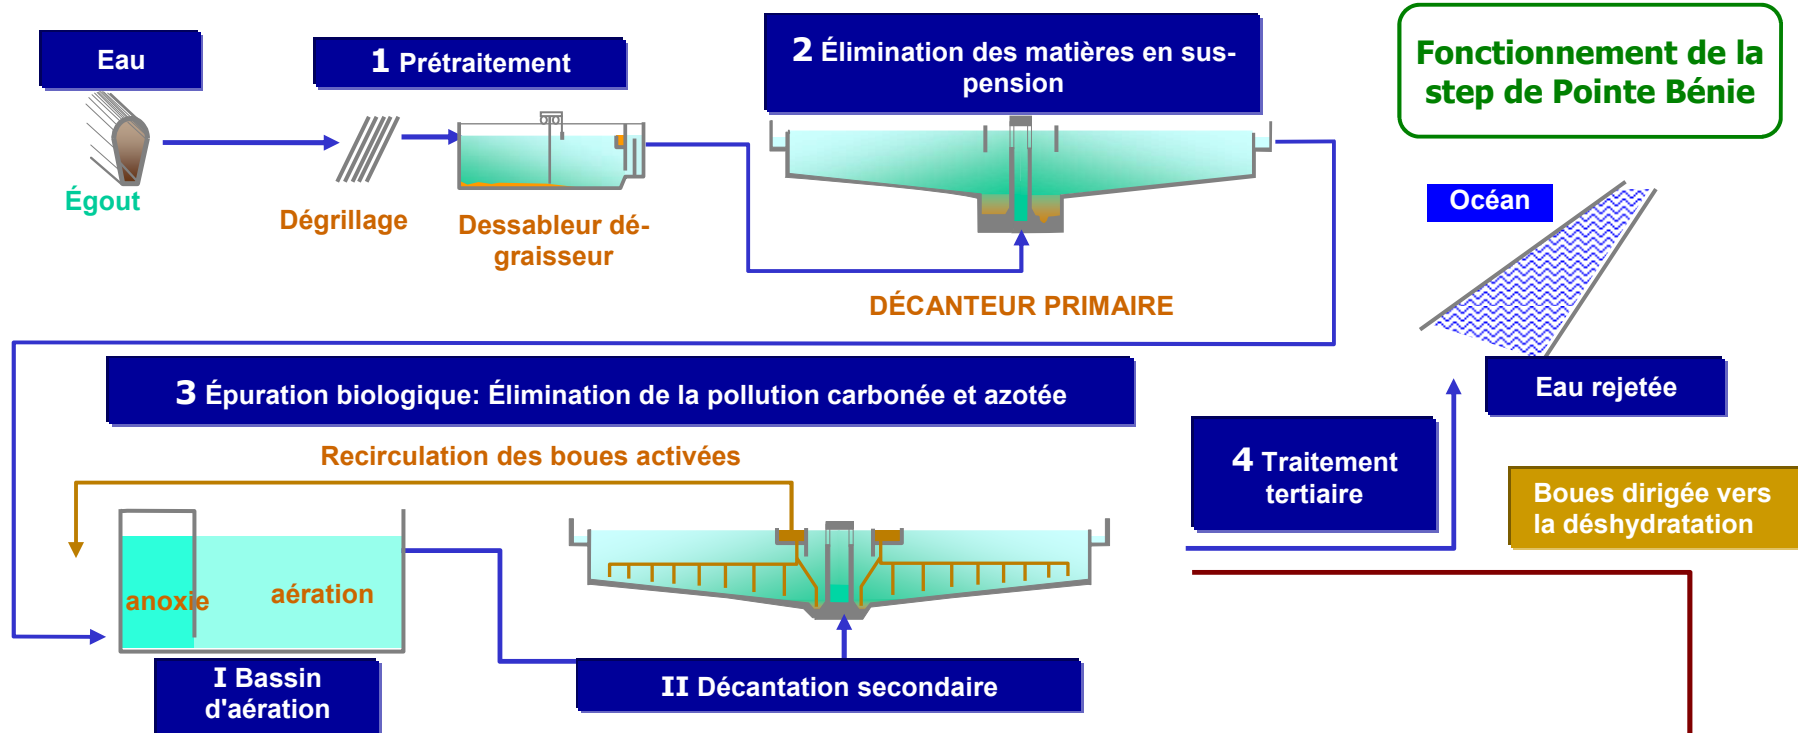 Eau
1 Prétraitement
2 Élimination des matières en sus-
pension
Fonctionnement de la
step de Pointe Bénie
Égout
Dégrillage
Dessableur dé-
graisseur
DÉCANTEUR PRIMAIRE
Océan
Eau rejetée
3 Épuration biologique: Élimination de la pollution carbonée et azotée
Recirculation des boues activées
4 Traitement
tertiaire
Boues dirigée vers
la déshydratation
anoxie
aération
I Bassin
d'aération
II Décantation secondaire